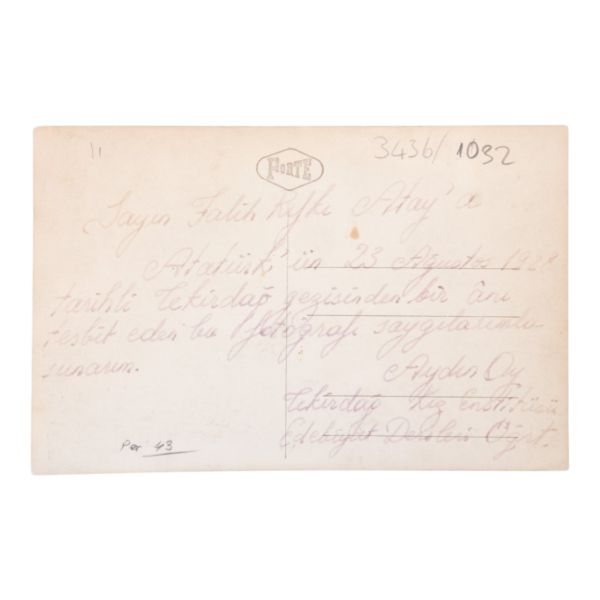 11
3436/1032
FORTE
Sayın Falih Rıfkı Atay'a
Atatürk'ün 23 Ağustos 1928
tarihli Tekirdağ gezisinden bir ânı
tesbit eden bu fotoğrafı saygılarımla
sunarım.
Aydın Oy
Tekirdağ Kız Enstitüsü
Edebiyat Dersleri Öğrt.
Per 43